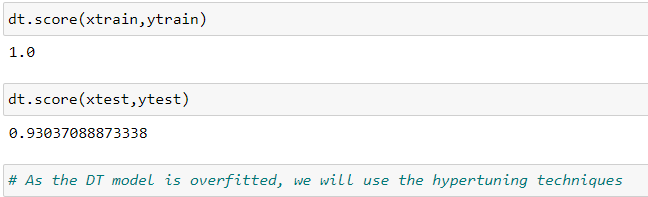 dt.score(xtrain,ytrain)
1.0
dt.score(xtest,ytest)
0.93037088873338
# As the DT model is overfitted, we will use the hypertuning techniques